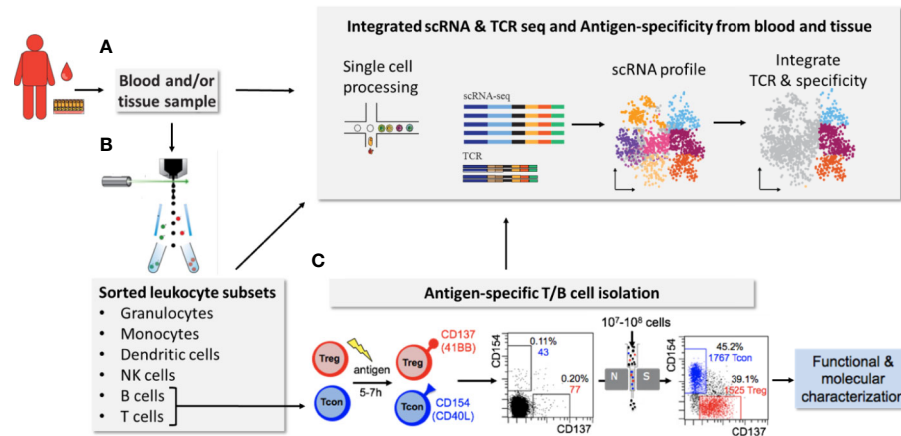 A
Blood and/or
tissue sample
B
Integrated scRNA & TCR seq and Antigen-specificity from blood and tissue
Single cell
processing
scRNA-seq
TCR
scRNA profile
Integrate
TCR & specificity
Sorted leukocyte subsets
• Granulocytes
• Monocytes
• Dendritic cells
• NK cells
• B cells
• T cells
C
Antigen-specific T/B cell isolation
Treg
Tcon
antigen
5-7h
Treg
Tcon
CD137
(41BB)
CD154
(CD40L)
CD154
0.11%
43
0.20%
77
CD137
107-10⁸ cells
N
S
CD154
45.2%
1767 Tcon
39.1%
1525 Treg
CD137
Functional &
molecular
characterization